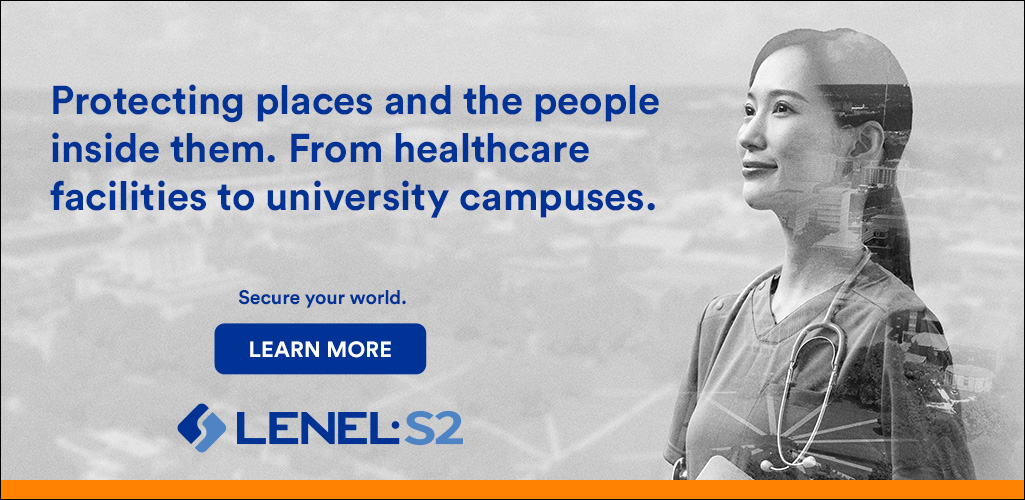 Protecting places and the people
inside them. From healthcare
facilities to university campuses.
Secure your world.
LEARN MORE
LENEL·S2